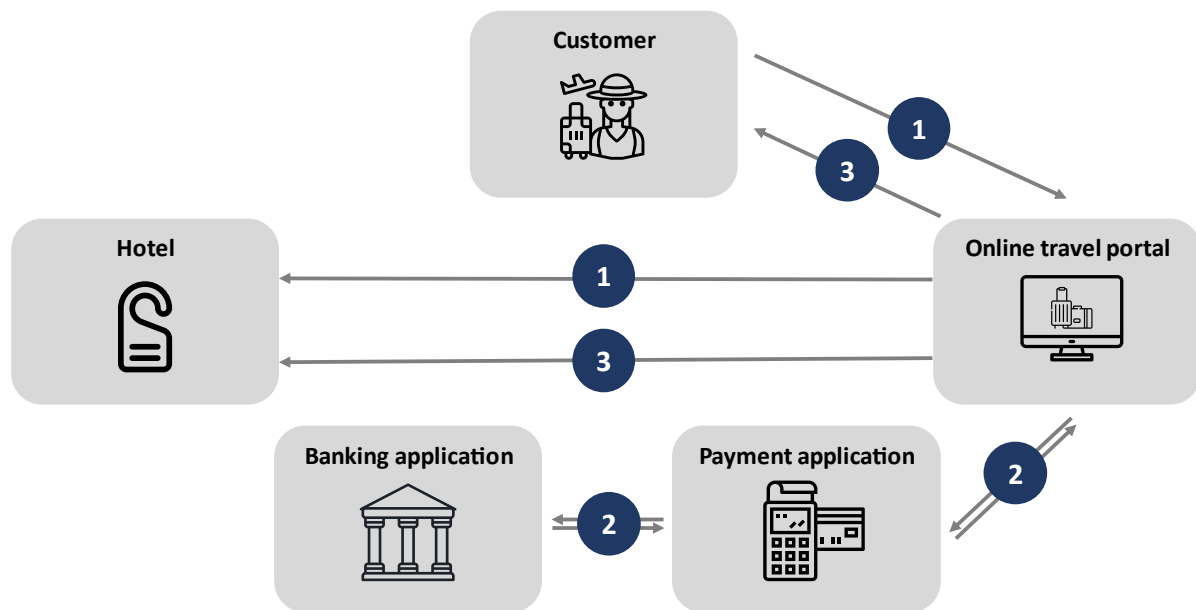 Customer
1
3
Hotel
1
Online travel portal
3
Banking application
2
Payment application
2